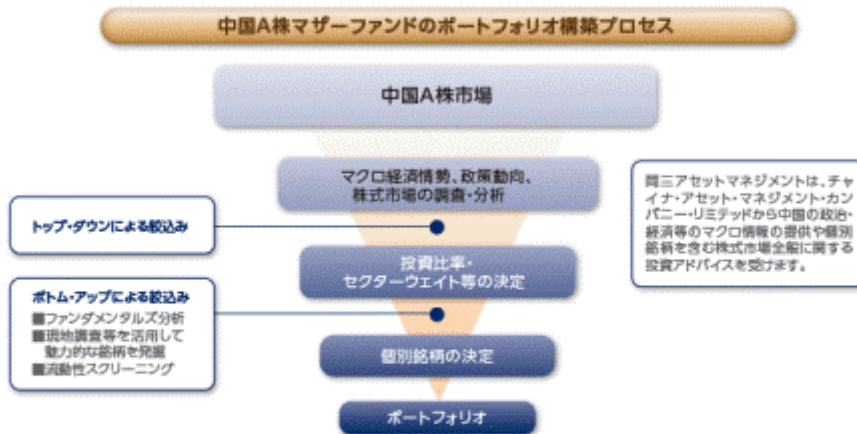 中国A株マザーファンドのポートフォリオ構築プロセス
中国A株市場
マクロ経済情勢、政策動向、
株式市場の調査・分析
トップ・ダウンによる絞込み
投資比率・
セクターウェイト等の決定
ボトム・アップによる絞込み
■ファンダメンタルズ分析
■現地調査等を活用して
魅力的な銘柄を発掘
■流動性スクリーニング
個別銘柄の決定
ポートフォリオ
岡三アセットマネジメントは、チャ
イナ・アセット・マネジメント・カン
パニー・リミテッドから中国の政治・
経済等のマクロ情報の提供や個別
銘柄を含む株式市場全般に関する
投資アドバイスを受けます。